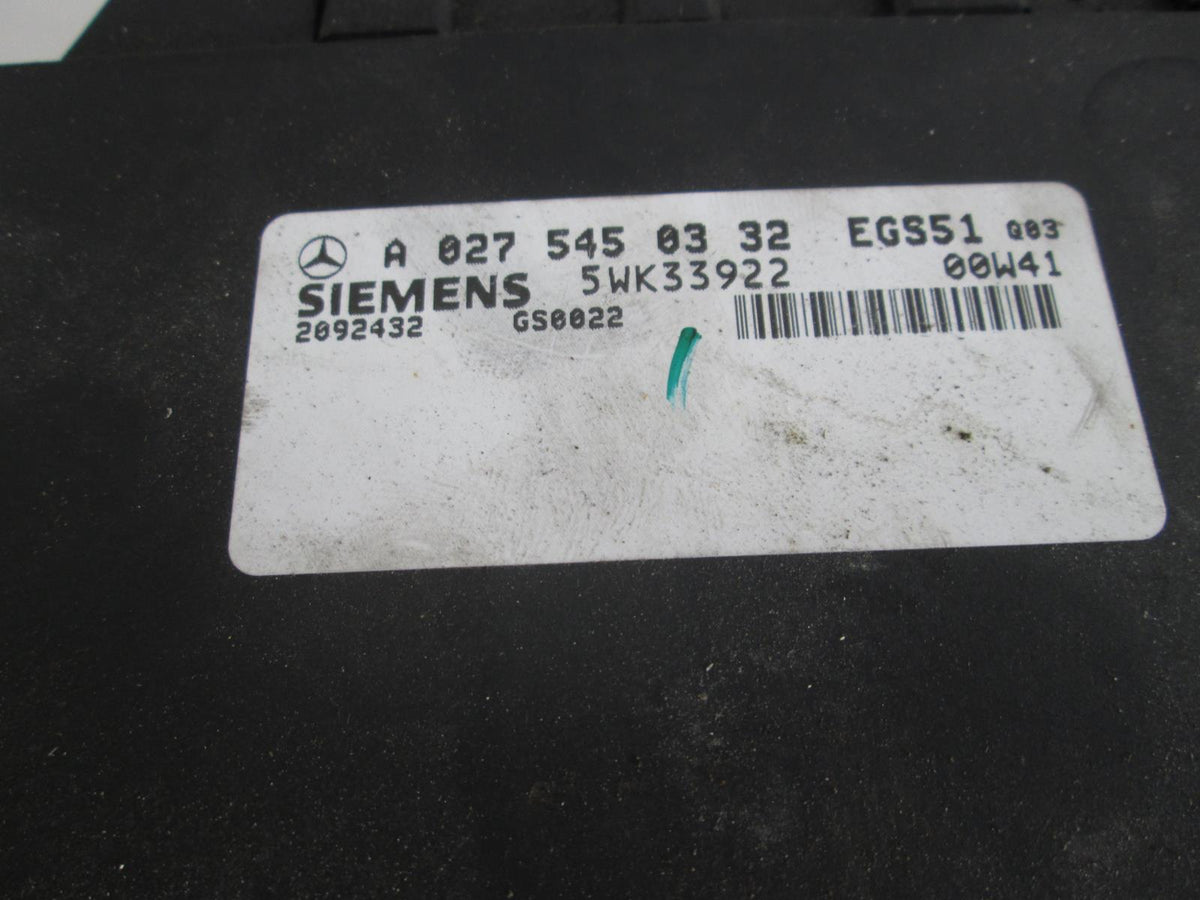 A 027 545 03 32 EGS51 Q03
SIEMENS 5WK33922 00W41
2092432 GS0022